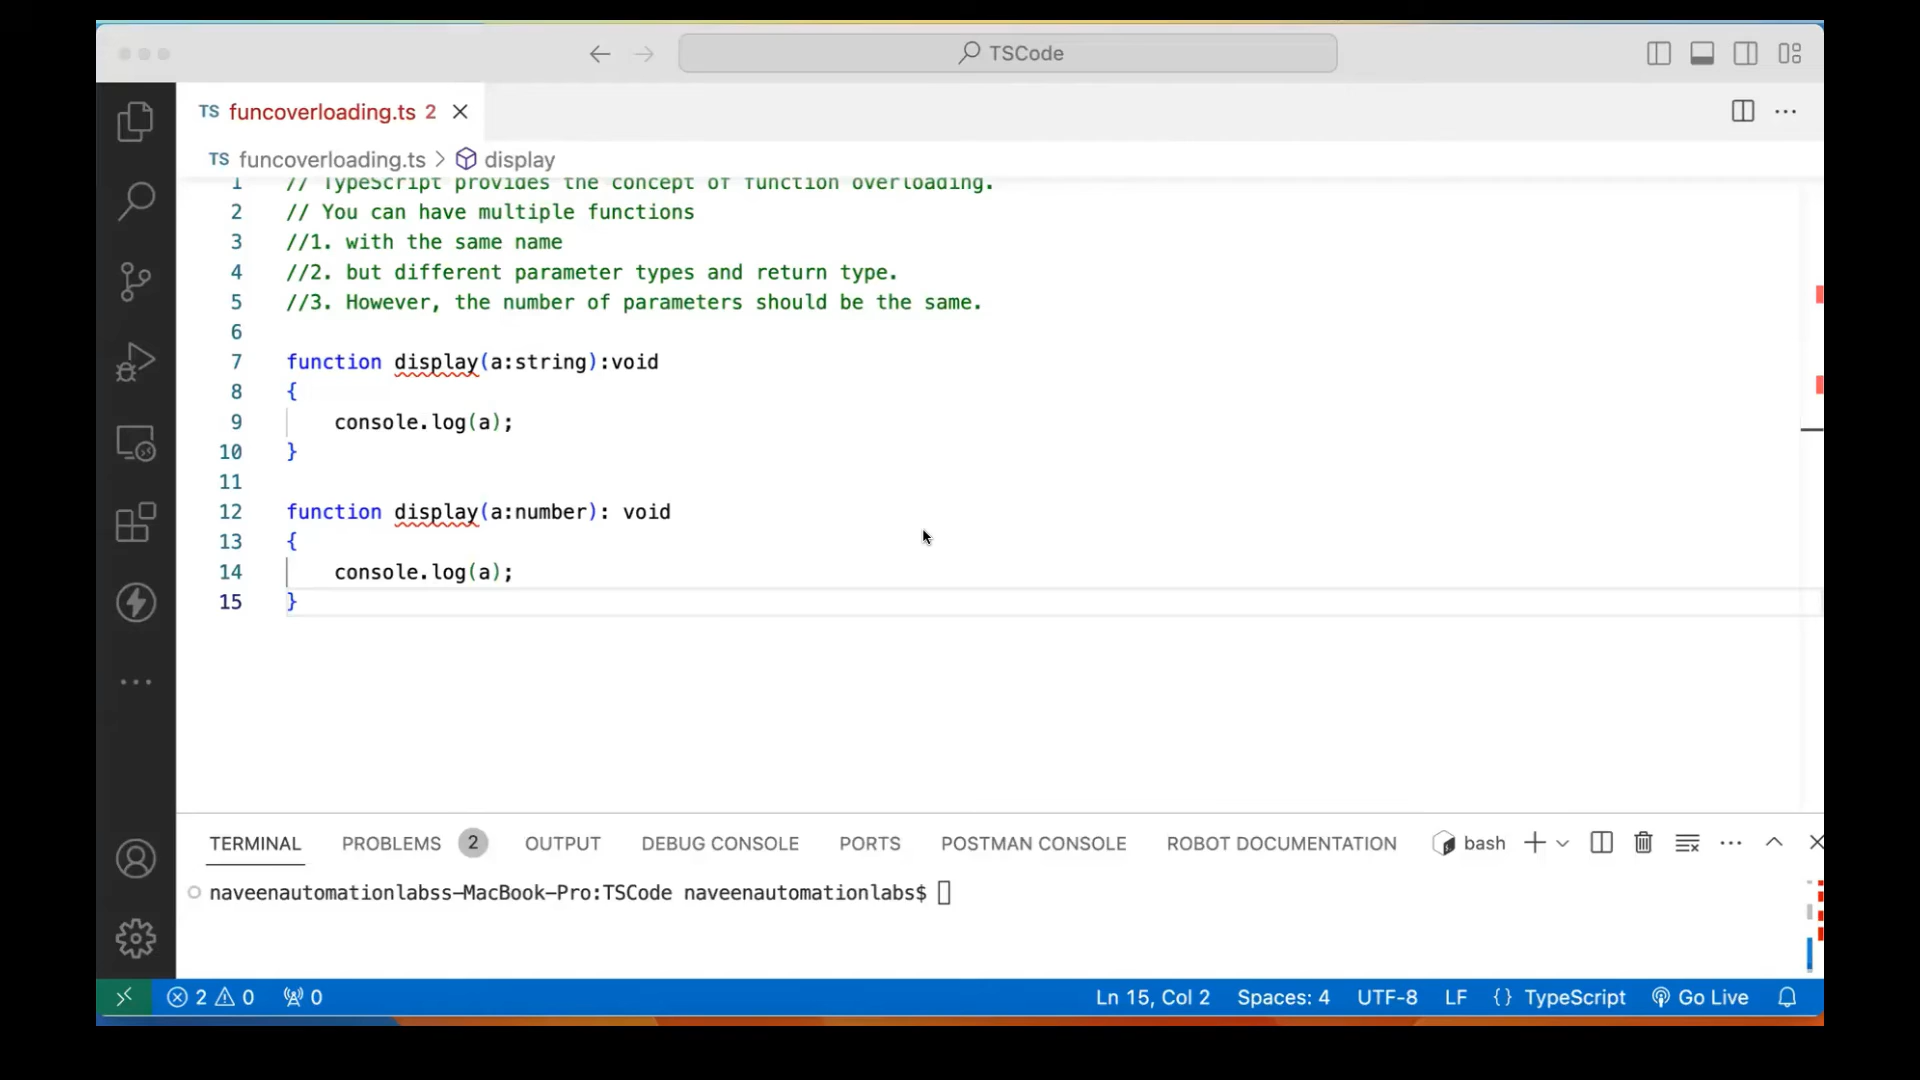 TSCode
TS funcoverloading.ts 2
TS funcoverloading.ts > display
1 // TypeScript provides the concept of function overloading.
2 // You can have multiple functions
3 //1. with the same name
4 //2. but different parameter types and return type.
5 //3. However, the number of parameters should be the same.
6
7 function display(a:string):void
8 {
9 console.log(a);
10 }
11
12 function display(a:number): void
13 {
14 console.log(a);
15 }
TERMINAL PROBLEMS 2 OUTPUT DEBUG CONSOLE PORTS POSTMAN CONSOLE ROBOT DOCUMENTATION bash
naveenautomationlabss-MacBook-Pro:TSCode naveenautomationlabs$
2 0 0 Ln 15, Col 2 Spaces: 4 UTF-8 LF {} TypeScript Go Live